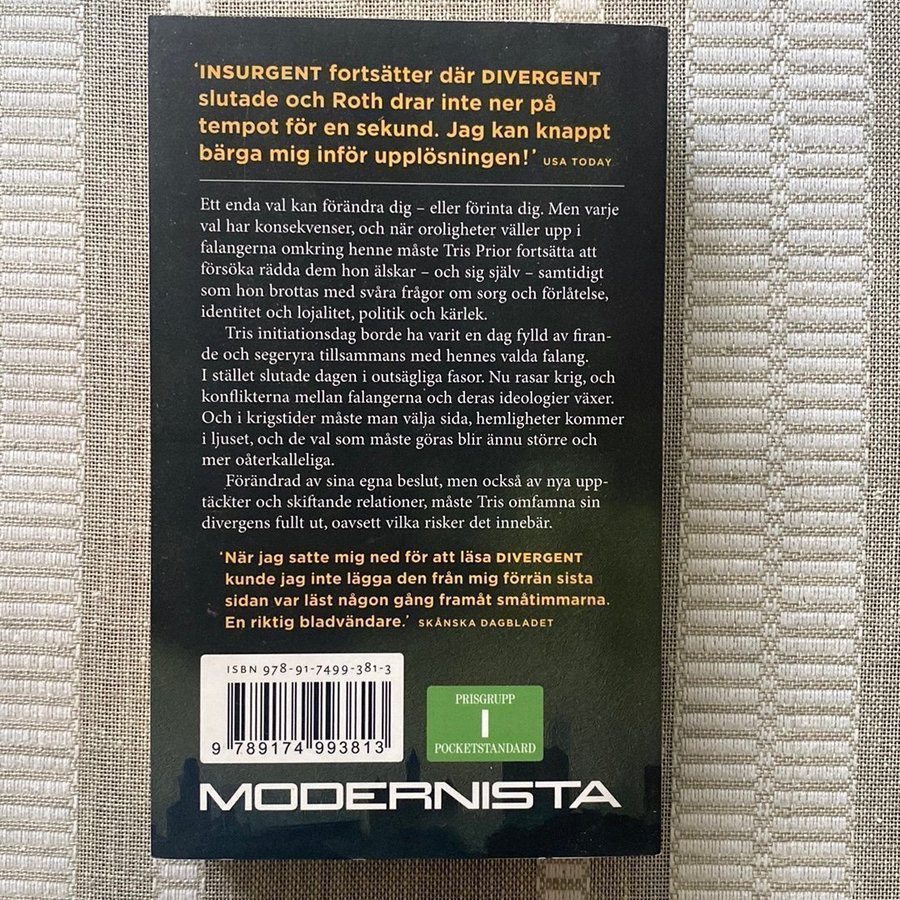 ‘INSURGENT fortsätter där DIVERGENT
slutade och Roth drar inte ner på
tempot för en sekund. Jag kan knappt
bärga mig inför upplösningen!’ USA TODAY
Ett enda val kan förändra dig – eller förinta dig. Men varje
val har konsekvenser, och när oroligheter väller upp i
falangerna omkring henne måste Tris Prior fortsätta att
försöka rädda dem hon älskar – och sig själv – samtidigt
som hon brottas med svåra frågor om sorg och förlåtelse,
identitet och lojalitet, politik och kärlek.
Tris initiationsdag borde ha varit en dag fylld av firan-
de och segeryra tillsammans med hennes valda falang.
I stället slutade dagen i outsägliga fasor. Nu rasar krig, och
konflikterna mellan falangerna och deras ideologier växer.
Och i krigstider måste man välja sida, hemligheter kommer
i ljuset, och de val som måste göras blir ännu större och
mer oåterkalleliga.
Förändrad av sina egna beslut, men också av nya upp-
täckter och skiftande relationer, måste Tris omfamna sin
divergens fullt ut, oavsett vilka risker det innebär.
‘När jag satte mig ned för att läsa DIVERGENT
kunde jag inte lägga den från mig förrän sista
sidan var läst någon gång framåt småtimmarna.
En riktig bladvändare.’ SKÅNSKA DAGBLADET
ISBN 978-91-7499-381-3
9 789174 993813
PRISGRUPP
I
POCKETSTANDARD
MODERNISTA